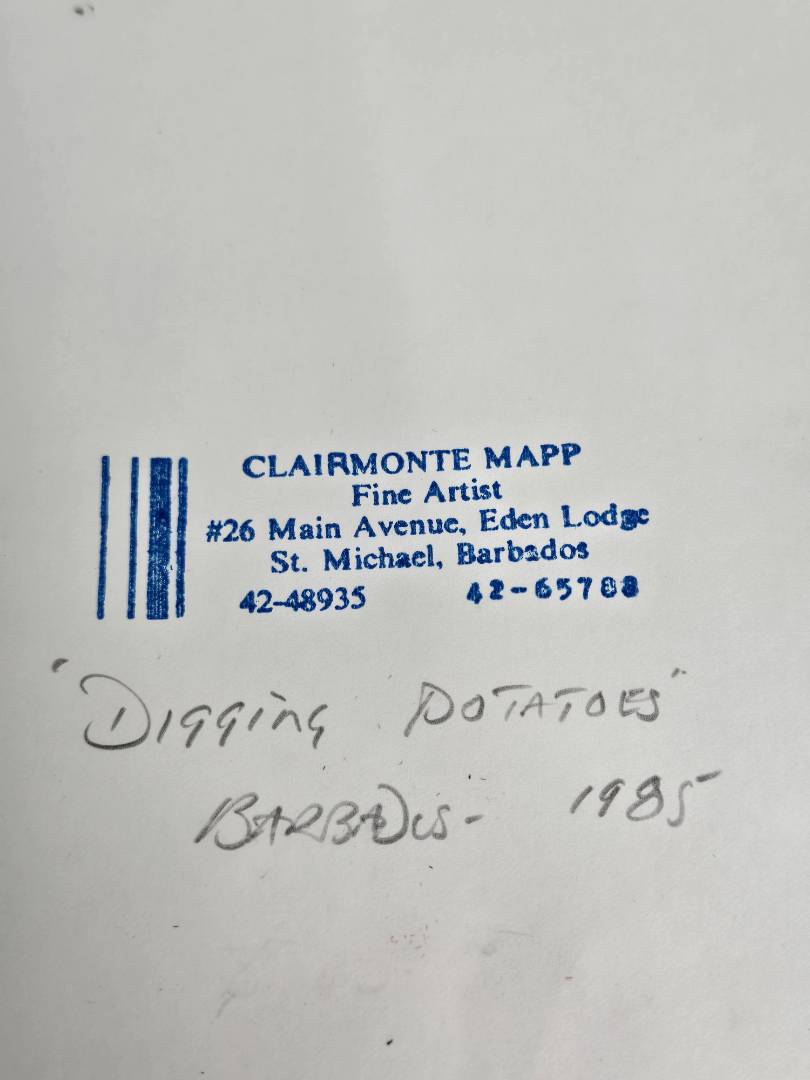 CLAIRMONTE MAPP
Fine Artist
#26 Main Avenue, Eden Lodge
St. Michael, Barbados
42-48935 42-65788
"DIGGING POTATOES"
BARBADOS- 1985